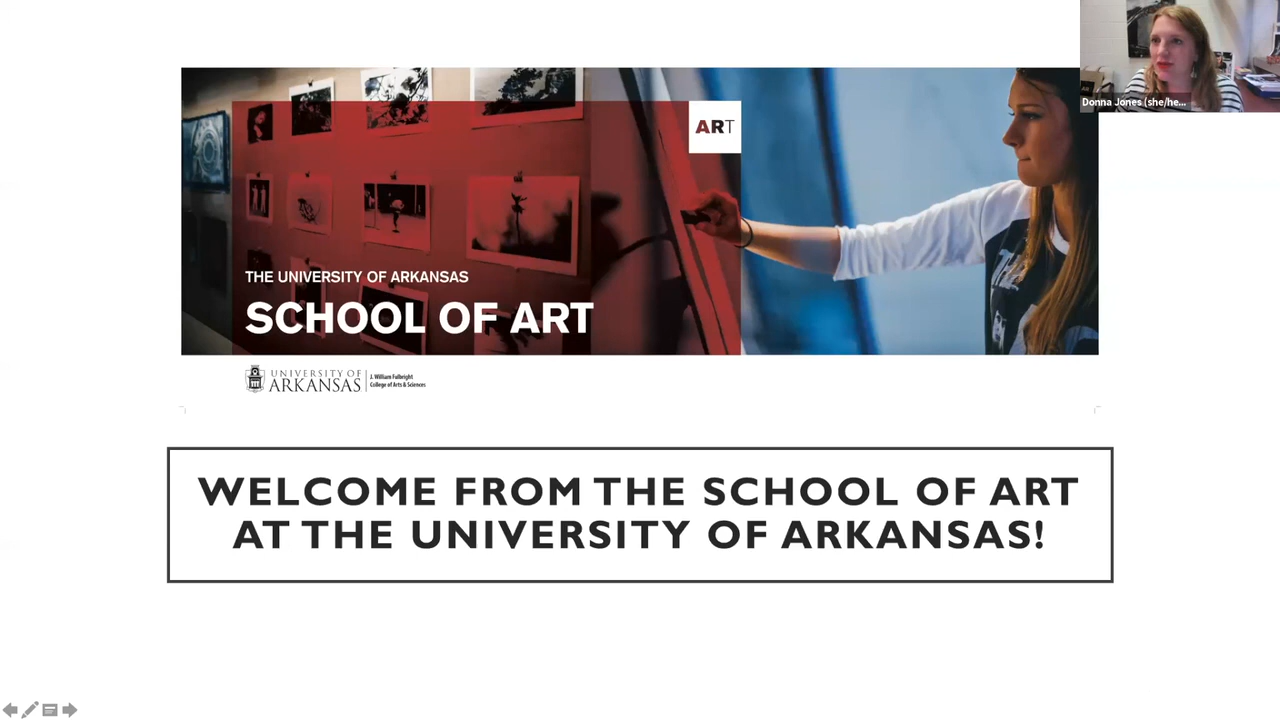 Donna Jones (she/he...
ART
THE UNIVERSITY OF ARKANSAS
SCHOOL OF ART
UNIVERSITY OF
ARKANSAS
J. William Fulbright
College of Arts & Sciences
WELCOME FROM THE SCHOOL OF ART
AT THE UNIVERSITY OF ARKANSAS!